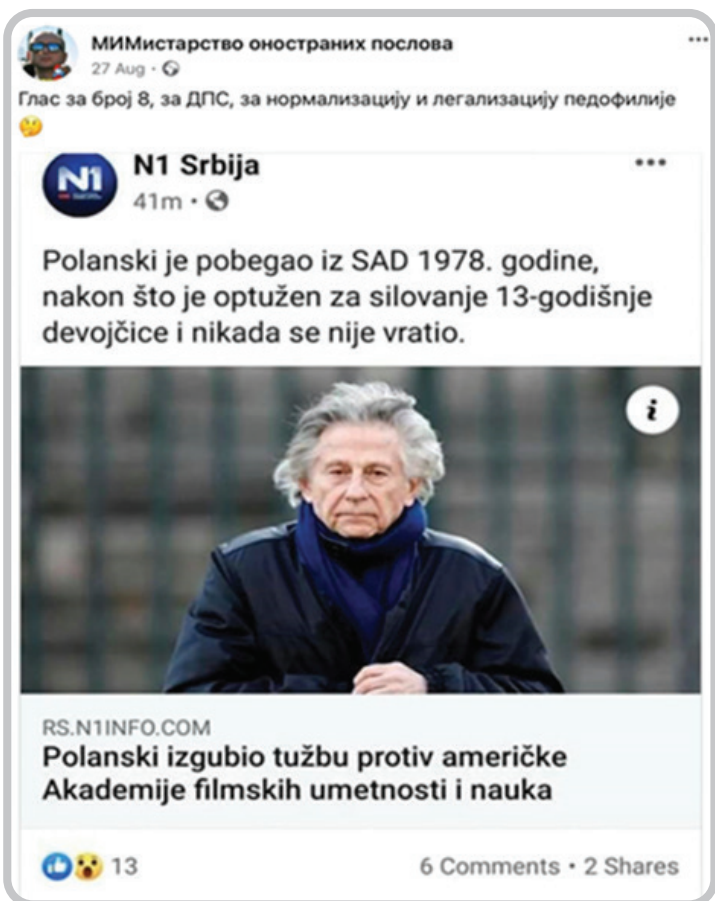 МИМистарство оностраних послова
27 Aug ·
Глас за број 8, за ДПС, за нормализацију и легализацију педофилије
N1
N1 Srbija
41m ·
Polanski je pobegao iz SAD 1978. godine,
nakon što je optužen za silovanje 13-godišnje
devojčice i nikada se nije vratio.
i
RS.N1INFO.COM
Polanski izgubio tužbu protiv američke
Akademije filmskih umetnosti i nauka
13
6 Comments • 2 Shares